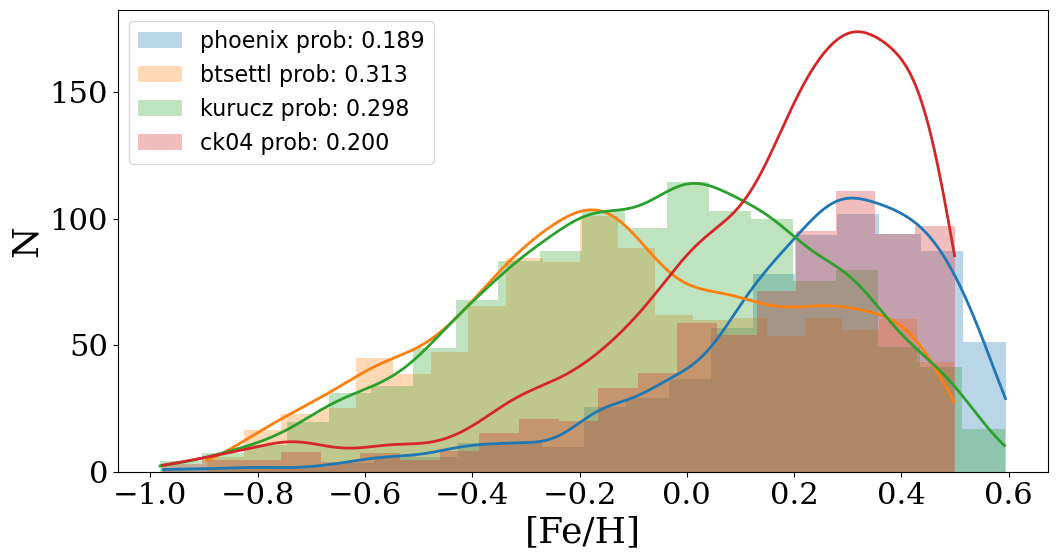 phoenix prob: 0.189
btsettl prob: 0.313
kurucz prob: 0.298
ck04 prob: 0.200
150
100
50
0
N
−1.0 −0.8 −0.6 −0.4 −0.2 0.0 0.2 0.4 0.6
[Fe/H]